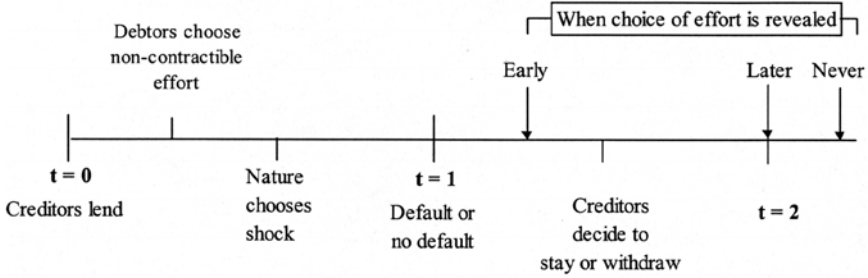 When choice of effort is revealed
Debtors choose
non-contractible
effort
Early
Later
Never
t = 0
Creditors lend
Nature
chooses
shock
t = 1
Default or
no default
Creditors
decide to
stay or withdraw
t = 2